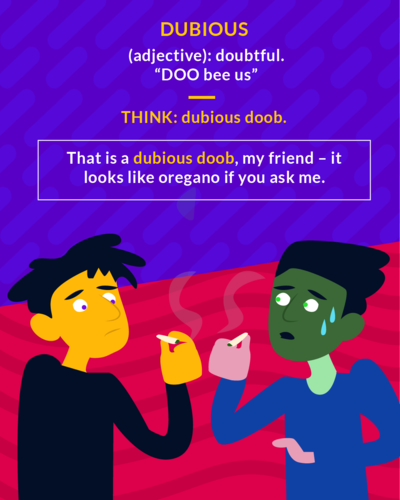 DUBIOUS
(adjective): doubtful.
“DOO bee us”
THINK: dubious doob.
That is a dubious doob, my friend – it
looks like oregano if you ask me.